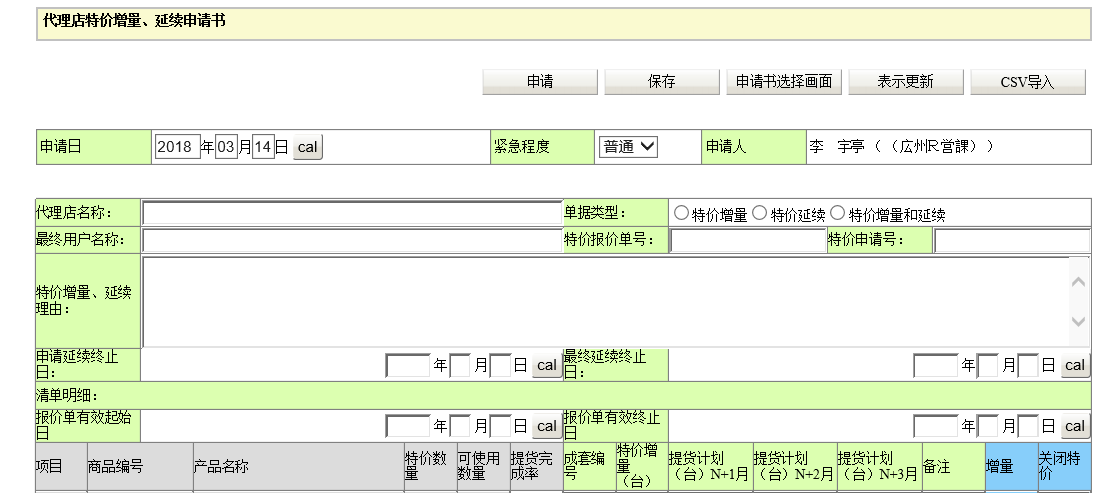 代理店特价增量、延续申请书
申请 保存 申请书选择画面 表示更新 CSV导入
申请日 2018 年 03 月 14 日 cal 紧急程度 普通 申请人 李 宇亭（（広州R営課））
代理店名称： 单据类型： 特价增量 特价延续 特价增量和延续
最终用户名称： 特价报价单号： 特价申请号：
特价增量、延续
理由：
申请延续终止
日： 年 月 日 cal 最终延续终止
日： 年 月 日 cal
清单明细：
报价单有效起始
日 年 月 日 cal 报价单有效终止
日 年 月 日 cal
项目 商品编号 产品名称 特价数
量 可使用
数量 提货完
成率 成套编
号 特价增
量
（台） 提货计划
（台）N+1月 提货计划
（台）N+2月 提货计划
（台）N+3月 备注 增量 关闭特
价